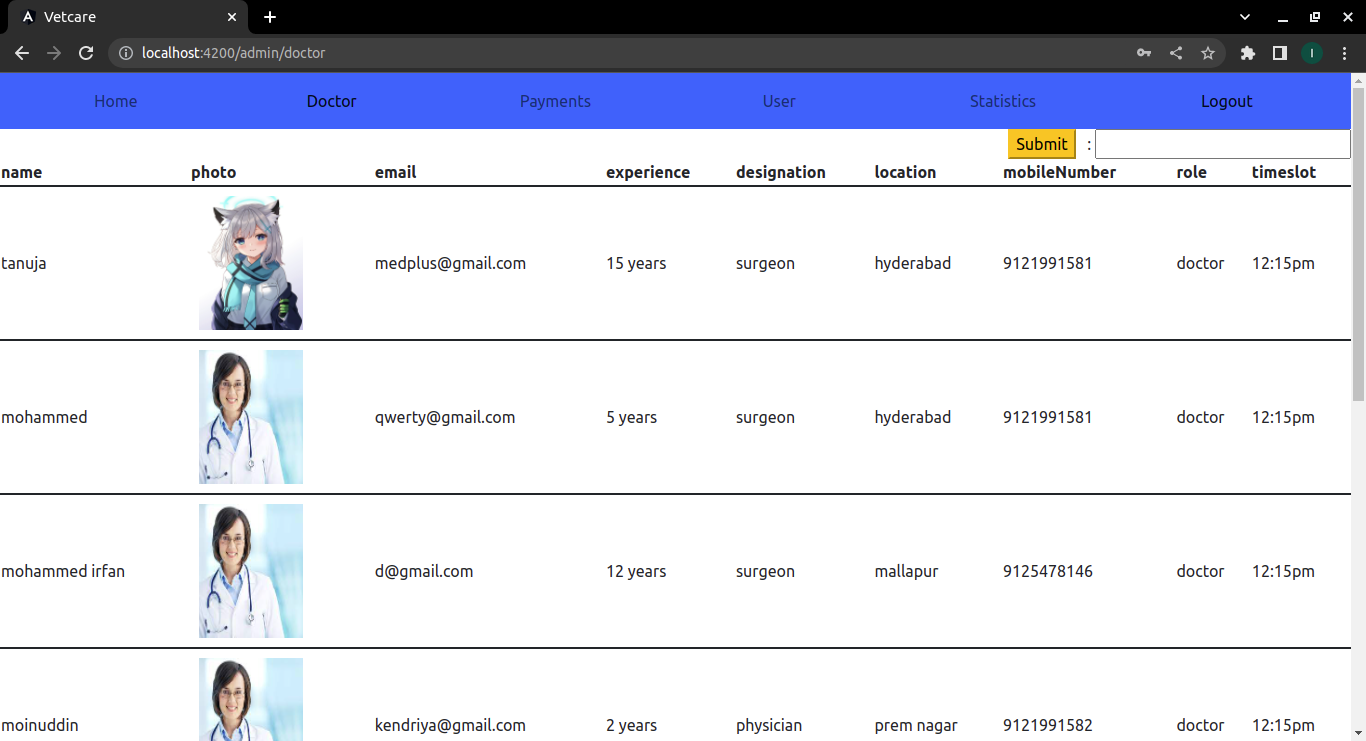 Vetcare
localhost:4200/admin/doctor
I
Home Doctor Payments User Statistics Logout
Submit :
name photo email experience designation location mobileNumber role timeslot
tanuja medplus@gmail.com 15 years surgeon hyderabad 9121991581 doctor 12:15pm
mohammed qwerty@gmail.com 5 years surgeon hyderabad 9121991581 doctor 12:15pm
mohammed irfan d@gmail.com 12 years surgeon mallapur 9125478146 doctor 12:15pm
moinuddin kendriya@gmail.com 2 years physician prem nagar 9121991582 doctor 12:15pm